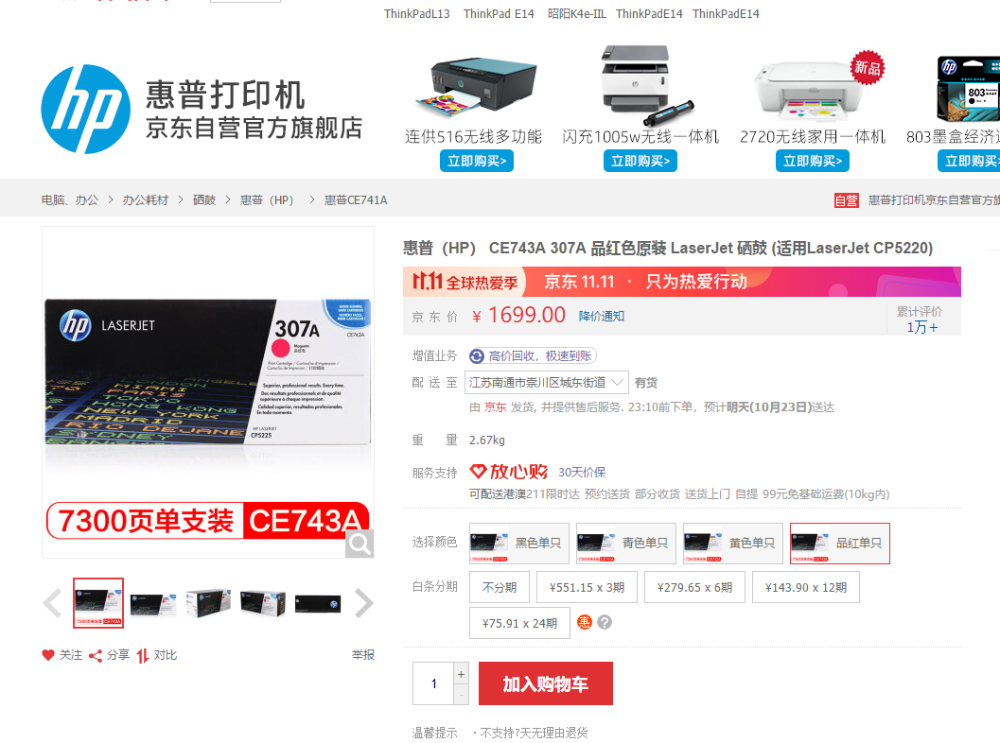 ThinkPadL13 ThinkPad E14 昭阳K4e-IIL ThinkPadE14 ThinkPadE14
新品
hp 惠普打印机
京东自营官方旗舰店
803
连供516无线多功能 闪充1005w无线一体机 2720无线家用一体机 803墨盒经济
立即购买> 立即购买> 立即购买> 立即购买>
电脑、办公 > 办公耗材 > 硒鼓 > 惠普（HP） > 惠普CE741A 自营 惠普打印机京东自营官方旗
惠普（HP） CE743A 307A 品红色原装 LaserJet 硒鼓 (适用LaserJet CP5220)
11.11 全球热爱季 京东 11.11 · 只为热爱行动
京 东 价 ￥ 1699.00 降价通知
累计评价
1万+
增值业务 高价回收，极速到账
配 送 至 江苏南通市崇川区城东街道 有货
由 京东 发货, 并提供售后服务. 23:10前下单，预计明天(10月23日)送达
重 量 2.67kg
服务支持 放心购 30天价保
可配送港澳211限时达 预约送货 部分收货 送货上门 自提 99元免基础运费(10kg内)
选择颜色 黑色单只 青色单只 黄色单只 品红单只
白条分期 不分期 ¥551.15 x 3期 ¥279.65 x 6期 ¥143.90 x 12期
¥75.91 x 24期 惠 ?
1 + -
加入购物车
温馨提示 ·不支持7天无理由退货
hp LASERJET
307A
CE743A
Magenta
品红色
Print Cartridge / Cartouche d'impression /
Superior, professional results. Every time.
Des résultats professionnels et de qualité
supérieure à chaque impression.
Calidad superior, resultados profesionales.
En todo momento.
HP LASERJET
CP5225
MIAMI DALLAS
TOKYO
HONG KONG
NEW YORK
MADRID
RIO DE JANE
SYDNEY
7300页单支装 CE743A
关注 分享 对比 举报